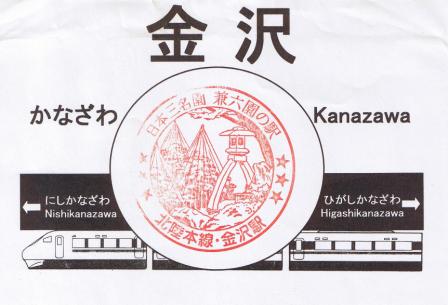 金沢
かなざわ
Kanazawa
日本三名園 兼六園の駅
北陸本線・金沢駅
にしかなざわ
Nishikanazawa
ひがしかなざわ
Higashikanazawa